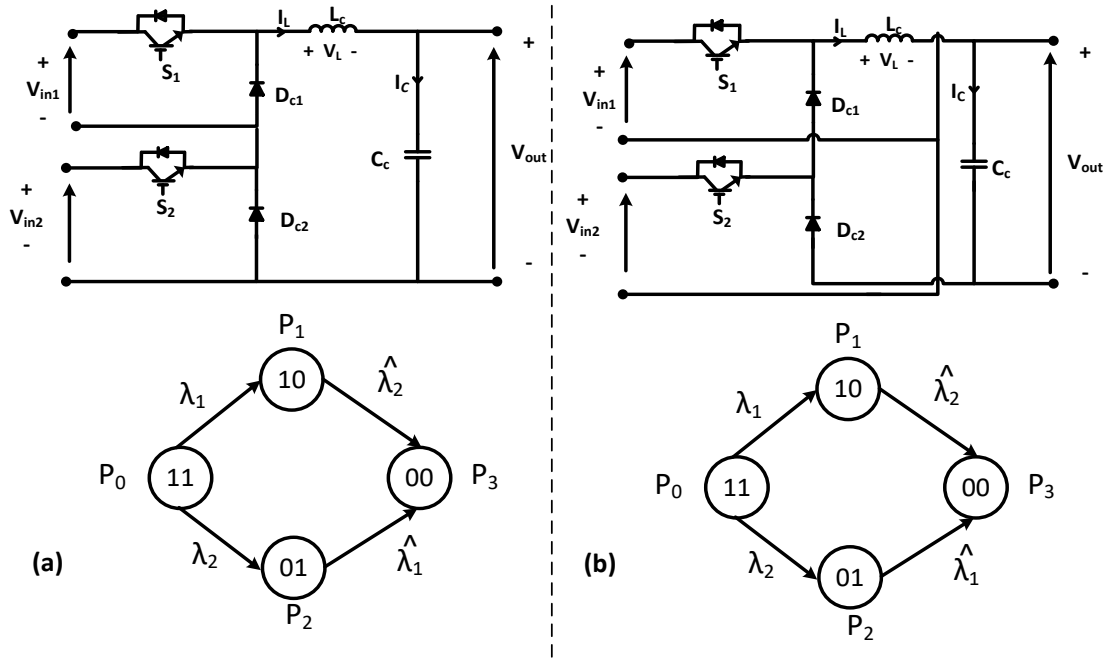 I_L L_c
+ V_L -
+
S_1
I_C
+
V_in1
-
D_c1
C_c
V_out
+
V_in2
-
S_2
D_c2
-
P_1
10
λ_1
λ̂_2
P_0
11
00
P_3
λ_2
λ̂_1
01
P_2
(a)
I_L L_c
+ V_L -
+
S_1
I_C
+
V_in1
-
D_c1
C_c
V_out
+
V_in2
-
S_2
D_c2
-
P_1
10
λ_1
λ̂_2
P_0
11
00
P_3
λ_2
λ̂_1
01
P_2
(b)